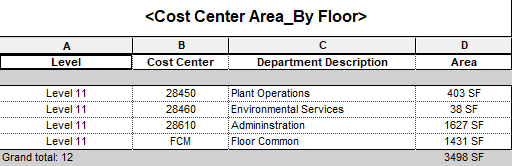 <Cost Center Area_By Floor>
A B C D
Level Cost Center Department Description Area
Level 11 28450 Plant Operations 403 SF
Level 11 28460 Environmental Services 38 SF
Level 11 28610 Admininstration 1627 SF
Level 11 FCM Floor Common 1431 SF
Grand total: 12 3498 SF